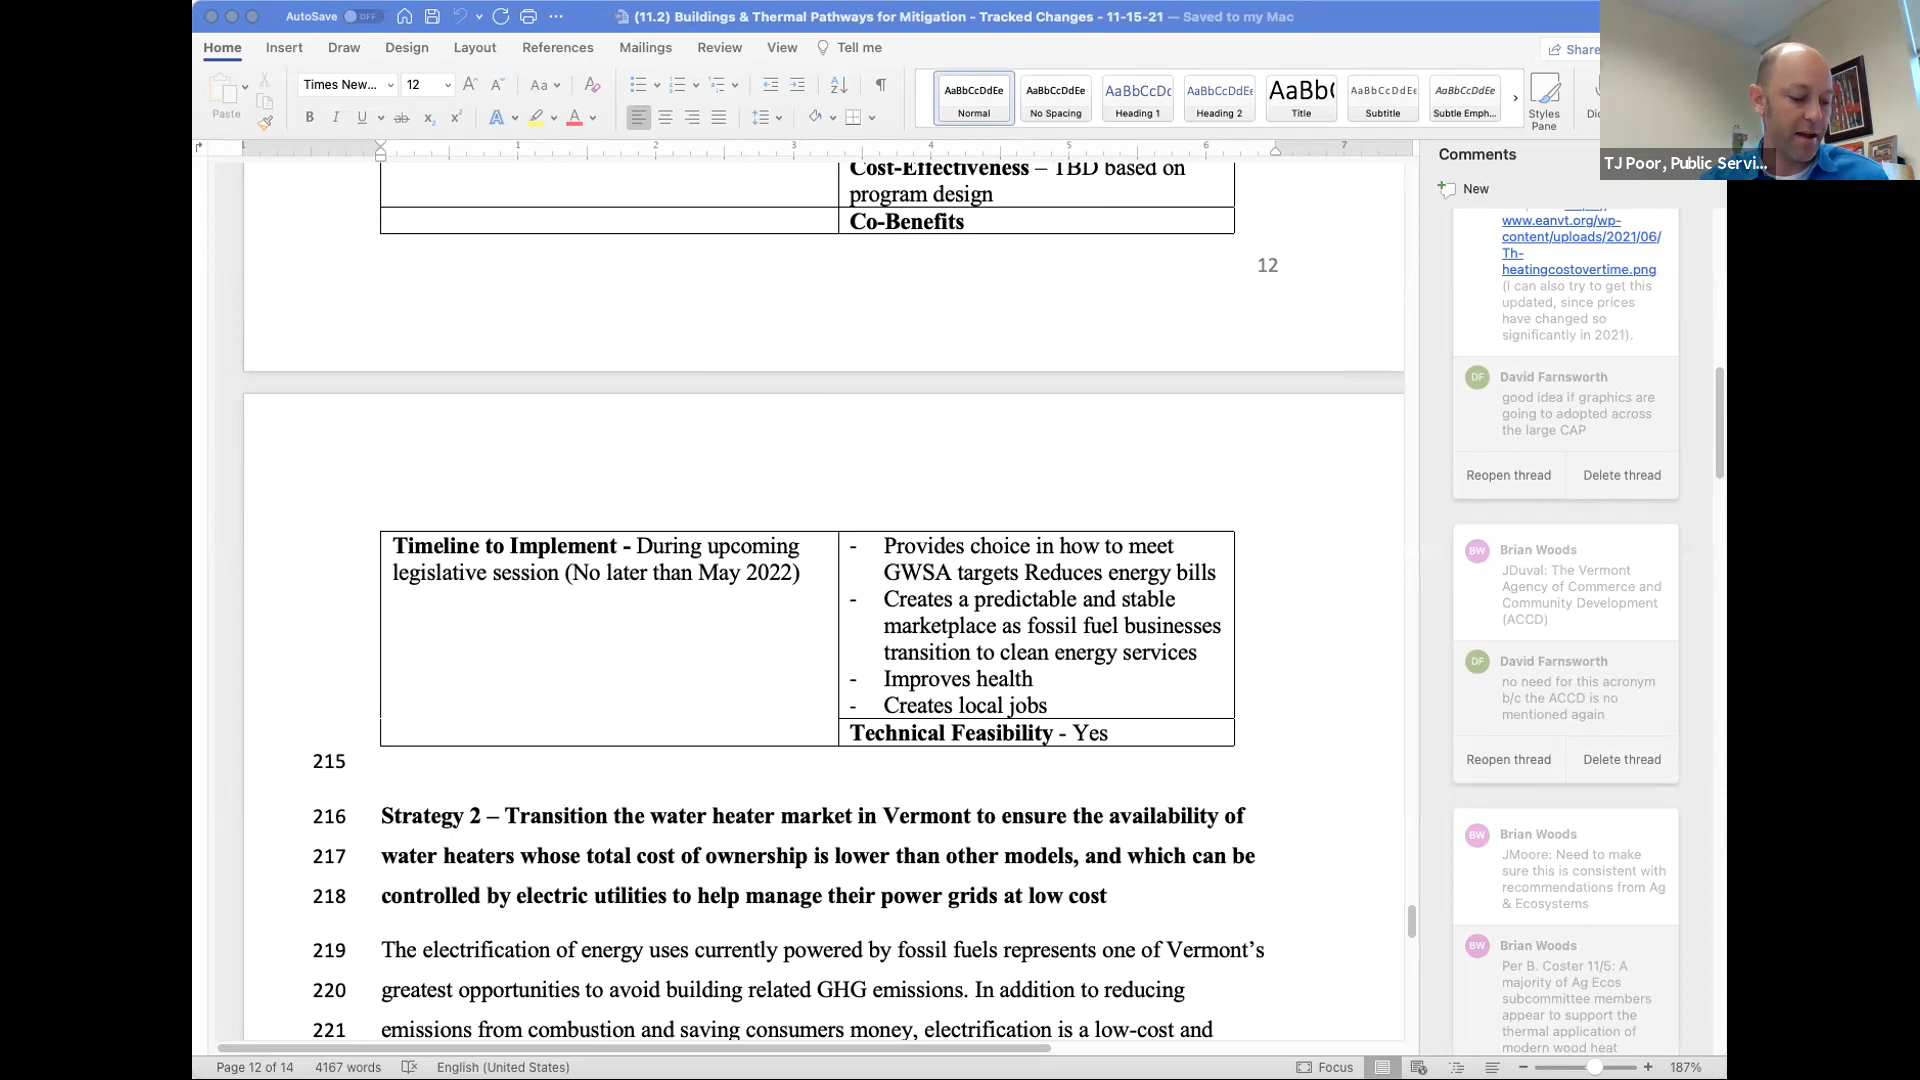 AutoSave OFF
(11.2) Buildings & Thermal Pathways for Mitigation - Tracked Changes - 11-15-21 — Saved to my Mac
Home Insert Draw Design Layout References Mailings Review View Tell me
Share
Paste
Times New... 12
AaBbCcDdEe AaBbCcDdEe AaBbCcDc AaBbCcDdEe AaBb( AaBbCcDdEe AaBbCcDdEe
Normal No Spacing Heading 1 Heading 2 Title Subtitle Subtle Emph...
Styles
Pane
TJ Poor, Public Servi...
1 1 2 3 4 5 6 7
Cost-Effectiveness – TBD based on
program design
Co-Benefits
12
Timeline to Implement - During upcoming
legislative session (No later than May 2022)
- Provides choice in how to meet
GWSA targets Reduces energy bills
- Creates a predictable and stable
marketplace as fossil fuel businesses
transition to clean energy services
- Improves health
- Creates local jobs
Technical Feasibility - Yes
215
216 Strategy 2 – Transition the water heater market in Vermont to ensure the availability of
217 water heaters whose total cost of ownership is lower than other models, and which can be
218 controlled by electric utilities to help manage their power grids at low cost
219 The electrification of energy uses currently powered by fossil fuels represents one of Vermont’s
220 greatest opportunities to avoid building related GHG emissions. In addition to reducing
221 emissions from combustion and saving consumers money, electrification is a low-cost and
Comments
New
www.eanvt.org/wp-
content/uploads/2021/06/
Th-
heatingcostovertime.png
(I can also try to get this
updated, since prices
have changed so
significantly in 2021).
DF David Farnsworth
good idea if graphics are
going to adopted across
the large CAP
Reopen thread Delete thread
BW Brian Woods
JDuval: The Vermont
Agency of Commerce and
Community Development
(ACCD)
DF David Farnsworth
no need for this acronym
b/c the ACCD is no
mentioned again
Reopen thread Delete thread
BW Brian Woods
JMoore: Need to make
sure this is consistent with
recommendations from Ag
& Ecosystems
BW Brian Woods
Per B. Coster 11/5: A
majority of Ag Ecos
subcommittee members
appear to support the
thermal application of
modern wood heat
Page 12 of 14 4167 words English (United States) Focus 187%